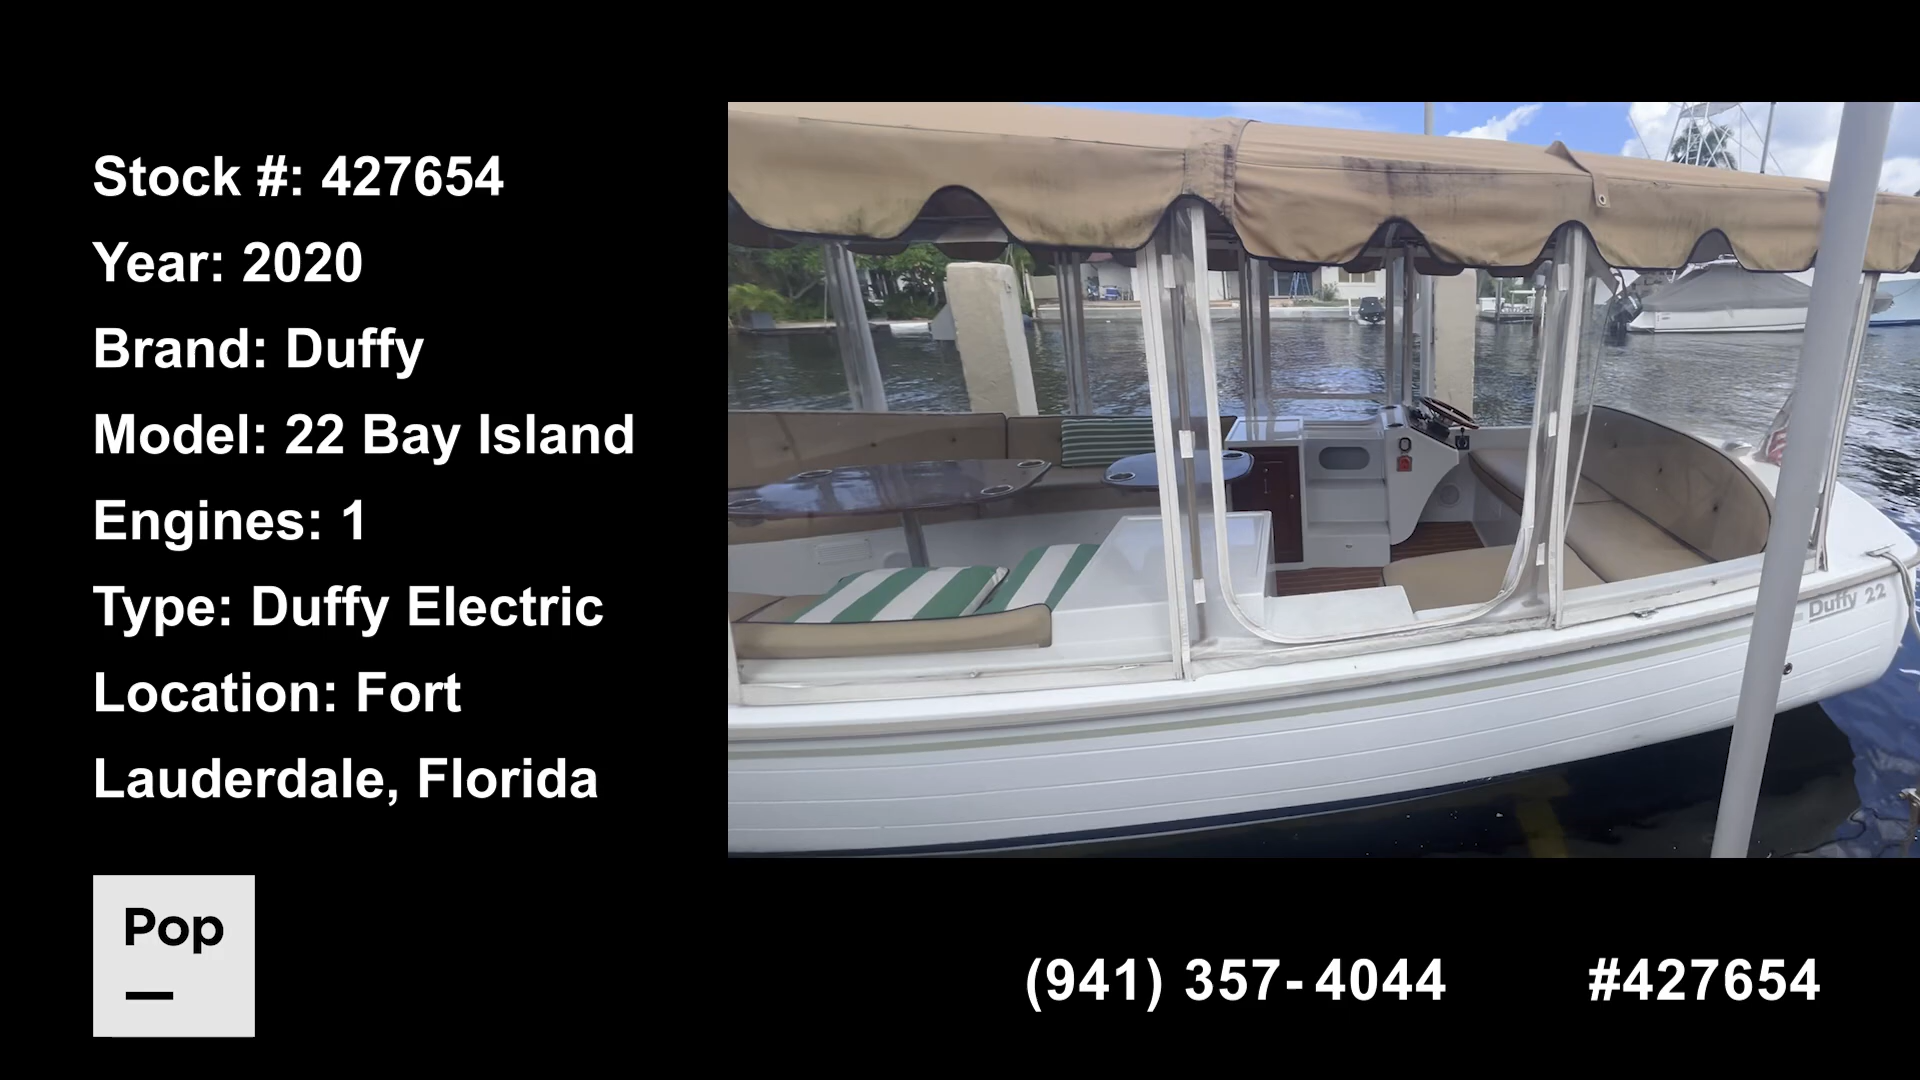 Stock #: 427654
Year: 2020
Brand: Duffy
Model: 22 Bay Island
Engines: 1
Type: Duffy Electric
Location: Fort
Lauderdale, Florida
Duffy 22
Pop
(941) 357-4044
#427654